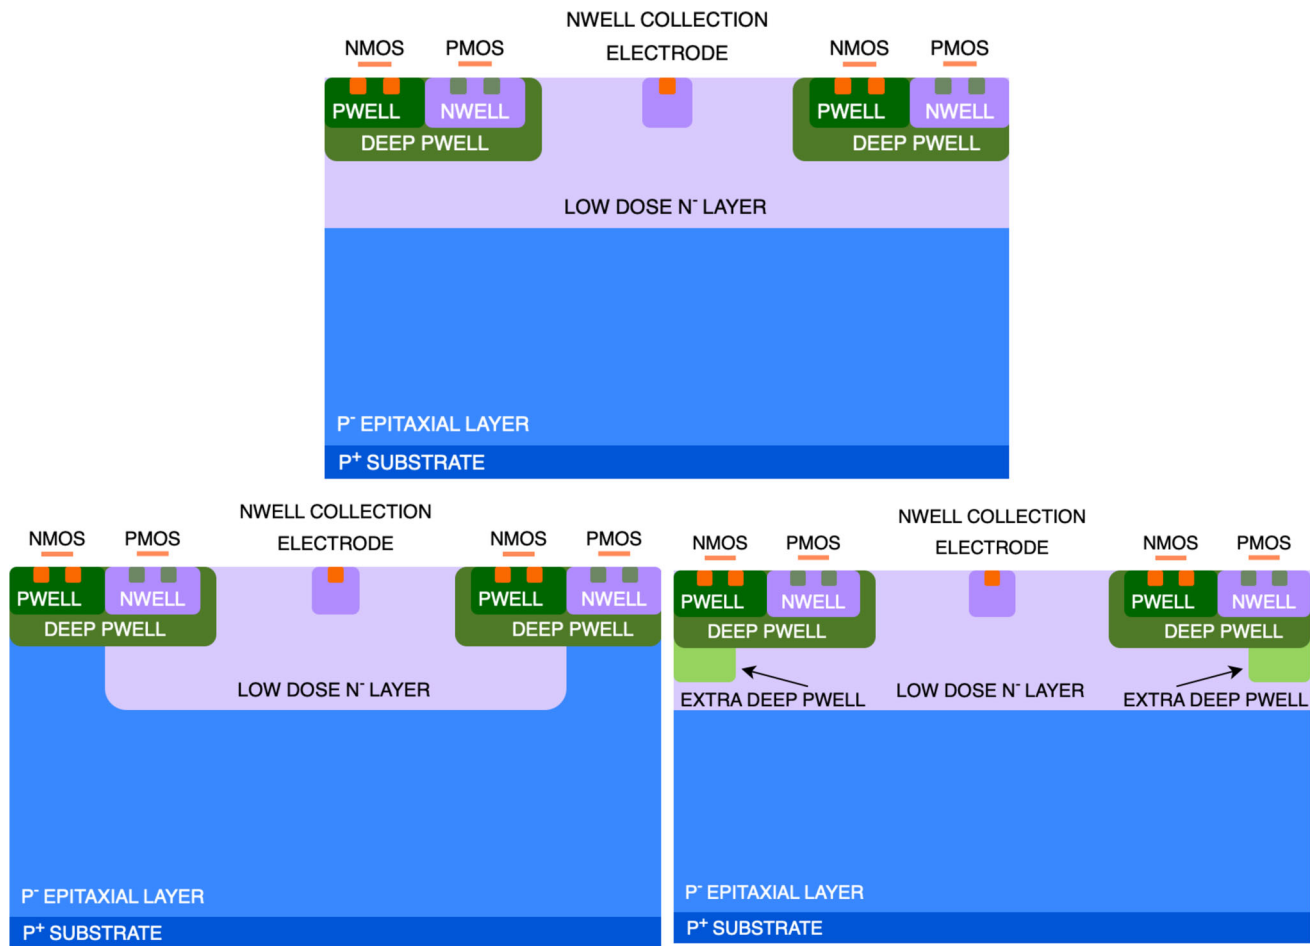 NWELL COLLECTION
ELECTRODE
NMOS PMOS NMOS PMOS
PWELL NWELL PWELL NWELL
DEEP PWELL DEEP PWELL
LOW DOSE N⁻ LAYER
P⁻ EPITAXIAL LAYER
P⁺ SUBSTRATE
NWELL COLLECTION
ELECTRODE
NMOS PMOS NMOS PMOS
PWELL NWELL PWELL NWELL
DEEP PWELL DEEP PWELL
LOW DOSE N⁻ LAYER
P⁻ EPITAXIAL LAYER
P⁺ SUBSTRATE
NWELL COLLECTION
ELECTRODE
NMOS PMOS NMOS PMOS
PWELL NWELL PWELL NWELL
DEEP PWELL DEEP PWELL
LOW DOSE N⁻ LAYER
EXTRA DEEP PWELL EXTRA DEEP PWELL
P⁻ EPITAXIAL LAYER
P⁺ SUBSTRATE